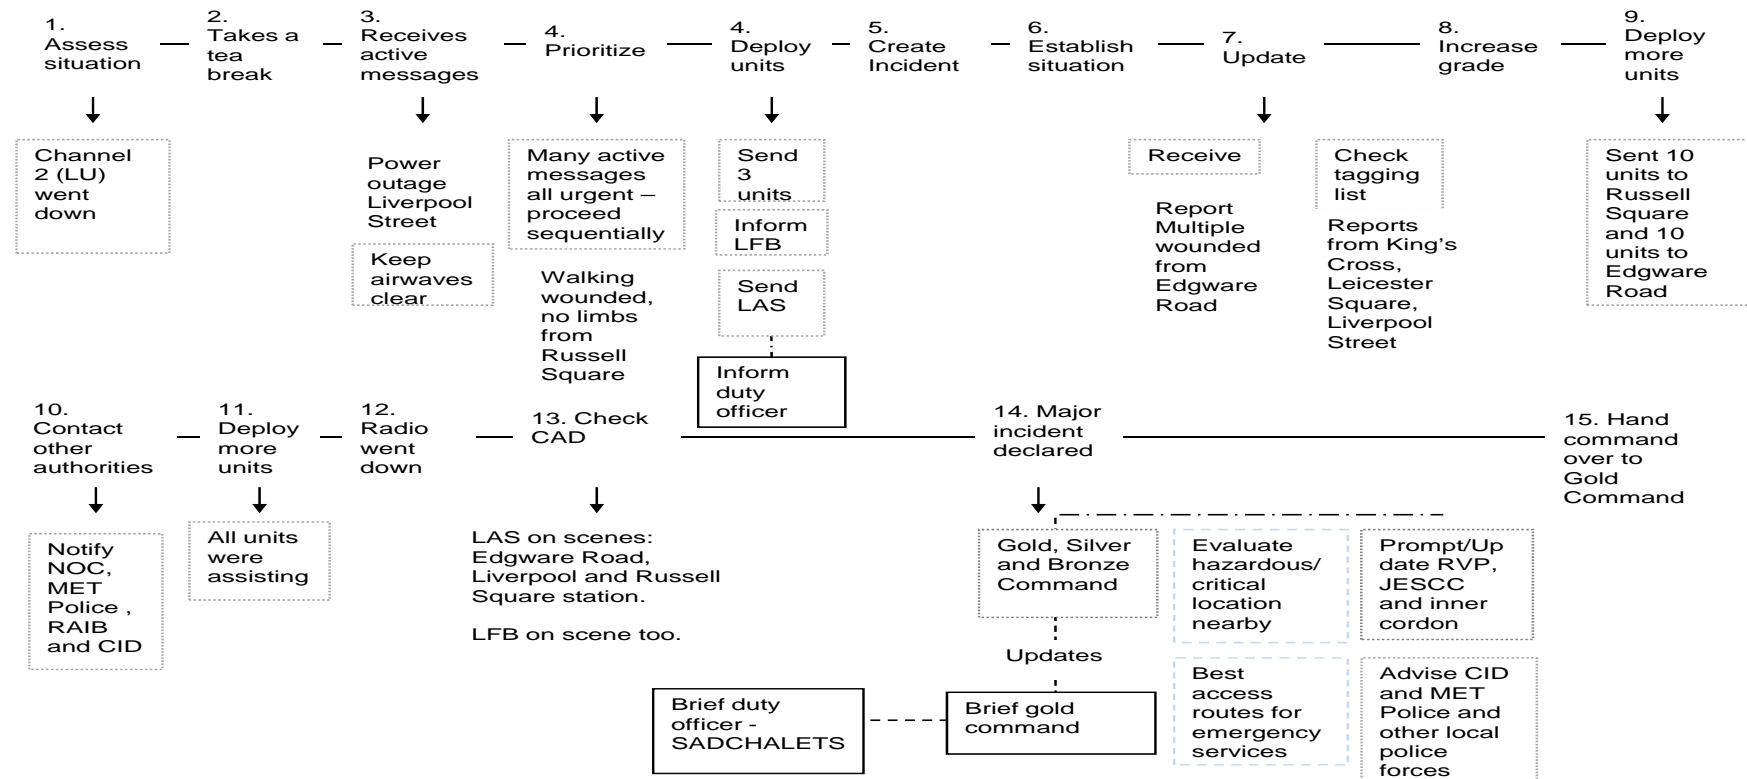 1.
Assess
situation
2.
Takes a
tea
break
3.
Receives
active
messages
4.
Prioritize
4.
Deploy
units
5.
Create
Incident
6.
Establish
situation
7.
Update
8.
Increase
grade
9.
Deploy
more
units
Channel
2 (LU)
went
down
Power
outage
Liverpool
Street
Keep
airwaves
clear
Many active
messages
all urgent –
proceed
sequentially
Walking
wounded,
no limbs
from
Russell
Square
Send
3
units
Inform
LFB
Send
LAS
Inform
duty
officer
Receive
Report
Multiple
wounded
from
Edgware
Road
Check
tagging
list
Reports
from King's
Cross,
Leicester
Square,
Liverpool
Street
Sent 10
units to
Russell
Square
and 10
units to
Edgware
Road
10.
Contact
other
authorities
11.
Deploy
more
units
12.
Radio
went
down
13. Check
CAD
14. Major
incident
declared
15. Hand
command
over to
Gold
Command
Notify
NOC,
MET
Police ,
RAIB
and CID
All units
were
assisting
LAS on scenes:
Edgware Road,
Liverpool and Russell
Square station.
LFB on scene too.
Gold, Silver
and Bronze
Command
Updates
Brief gold
command
Brief duty
officer -
SADCHALETS
Evaluate
hazardous/
critical
location
nearby
Best
access
routes for
emergency
services
Prompt/Up
date RVP,
JESCC
and inner
cordon
Advise CID
and MET
Police and
other local
police
forces